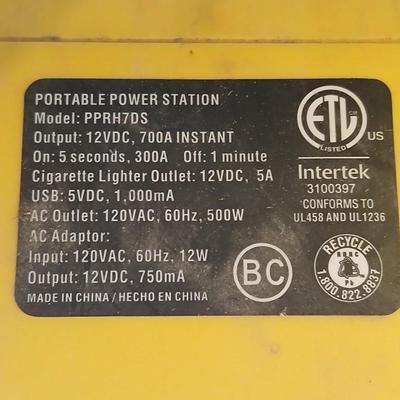 PORTABLE POWER STATION
Model: PPRH7DS
Output: 12VDC, 700A INSTANT
On: 5 seconds, 300A Off: 1 minute
Cigarette Lighter Outlet: 12VDC, 5A
USB: 5VDC, 1,000mA
AC Outlet: 120VAC, 60Hz, 500W
AC Adaptor:
Input: 120VAC, 60Hz, 12W
Output: 12VDC, 750mA
MADE IN CHINA / HECHO EN CHINA
ETL CM
LISTED
US
Intertek
3100397
CONFORMS TO
UL458 AND UL1236
BC
RECYCLE
RBRC
Pb
1.800.822.8837